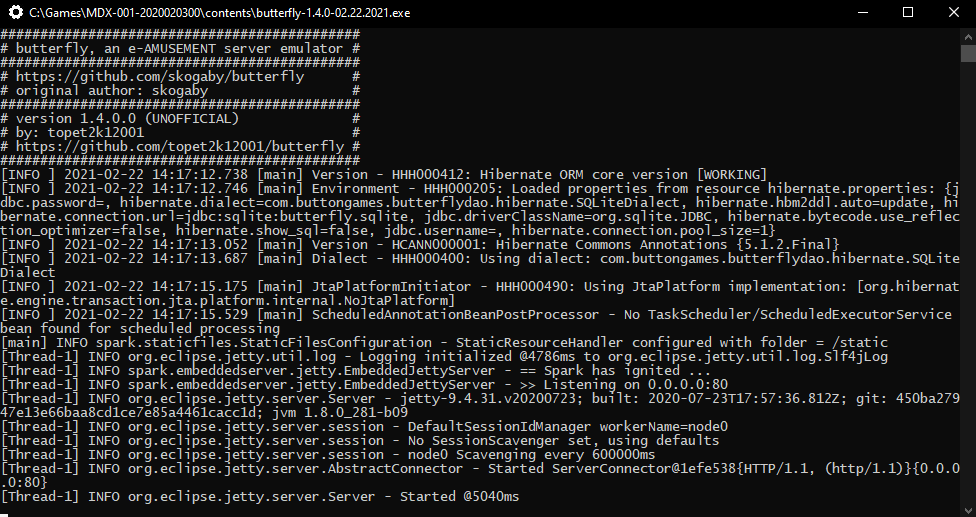 C:\Games\MDX-001-2020020300\contents\butterfly-1.4.0-02.22.2021.exe
#############################################
# butterfly, an e-AMUSEMENT server emulator #
#############################################
# https://github.com/skogaby/butterfly      #
# original author: skogaby                  #
#############################################
# version 1.4.0.0 (UNOFFICIAL)              #
# by: topet2k12001                          #
# https://github.com/topet2k12001/butterfly #
#############################################
[INFO ] 2021-02-22 14:17:12.738 [main] Version - HHH000412: Hibernate ORM core version [WORKING]
[INFO ] 2021-02-22 14:17:12.746 [main] Environment - HHH000205: Loaded properties from resource hibernate.properties: {j
dbc.password=, hibernate.dialect=com.buttongames.butterflydao.hibernate.SQLiteDialect, hibernate.hbm2ddl.auto=update, hi
bernate.connection.url=jdbc:sqlite:butterfly.sqlite, jdbc.driverClassName=org.sqlite.JDBC, hibernate.bytecode.use_reflec
tion_optimizer=false, hibernate.show_sql=false, jdbc.username=, hibernate.connection.pool_size=1}
[INFO ] 2021-02-22 14:17:13.052 [main] Version - HCANN000001: Hibernate Commons Annotations {5.1.2.Final}
[INFO ] 2021-02-22 14:17:13.687 [main] Dialect - HHH000400: Using dialect: com.buttongames.butterflydao.hibernate.SQLite
Dialect
[INFO ] 2021-02-22 14:17:15.175 [main] JtaPlatformInitiator - HHH000490: Using JtaPlatform implementation: [org.hibernat
e.engine.transaction.jta.platform.internal.NoJtaPlatform]
[INFO ] 2021-02-22 14:17:15.529 [main] ScheduledAnnotationBeanPostProcessor - No TaskScheduler/ScheduledExecutorService
bean found for scheduled processing
[main] INFO spark.staticfiles.StaticFilesConfiguration - StaticResourceHandler configured with folder = /static
[Thread-1] INFO org.eclipse.jetty.util.log - Logging initialized @4786ms to org.eclipse.jetty.util.log.Slf4jLog
[Thread-1] INFO spark.embeddedserver.jetty.EmbeddedJettyServer - == Spark has ignited ...
[Thread-1] INFO spark.embeddedserver.jetty.EmbeddedJettyServer - >> Listening on 0.0.0.0:80
[Thread-1] INFO org.eclipse.jetty.server.Server - jetty-9.4.31.v20200723; built: 2020-07-23T17:57:36.812Z; git: 450ba279
47e13e66baa8cd1ce7e85a4461cacc1d; jvm 1.8.0_281-b09
[Thread-1] INFO org.eclipse.jetty.server.session - DefaultSessionIdManager workerName=node0
[Thread-1] INFO org.eclipse.jetty.server.session - No SessionScavenger set, using defaults
[Thread-1] INFO org.eclipse.jetty.server.session - node0 Scavenging every 600000ms
[Thread-1] INFO org.eclipse.jetty.server.AbstractConnector - Started ServerConnector@1efe538{HTTP/1.1, (http/1.1)}{0.0.0
.0:80}
[Thread-1] INFO org.eclipse.jetty.server.Server - Started @5040ms